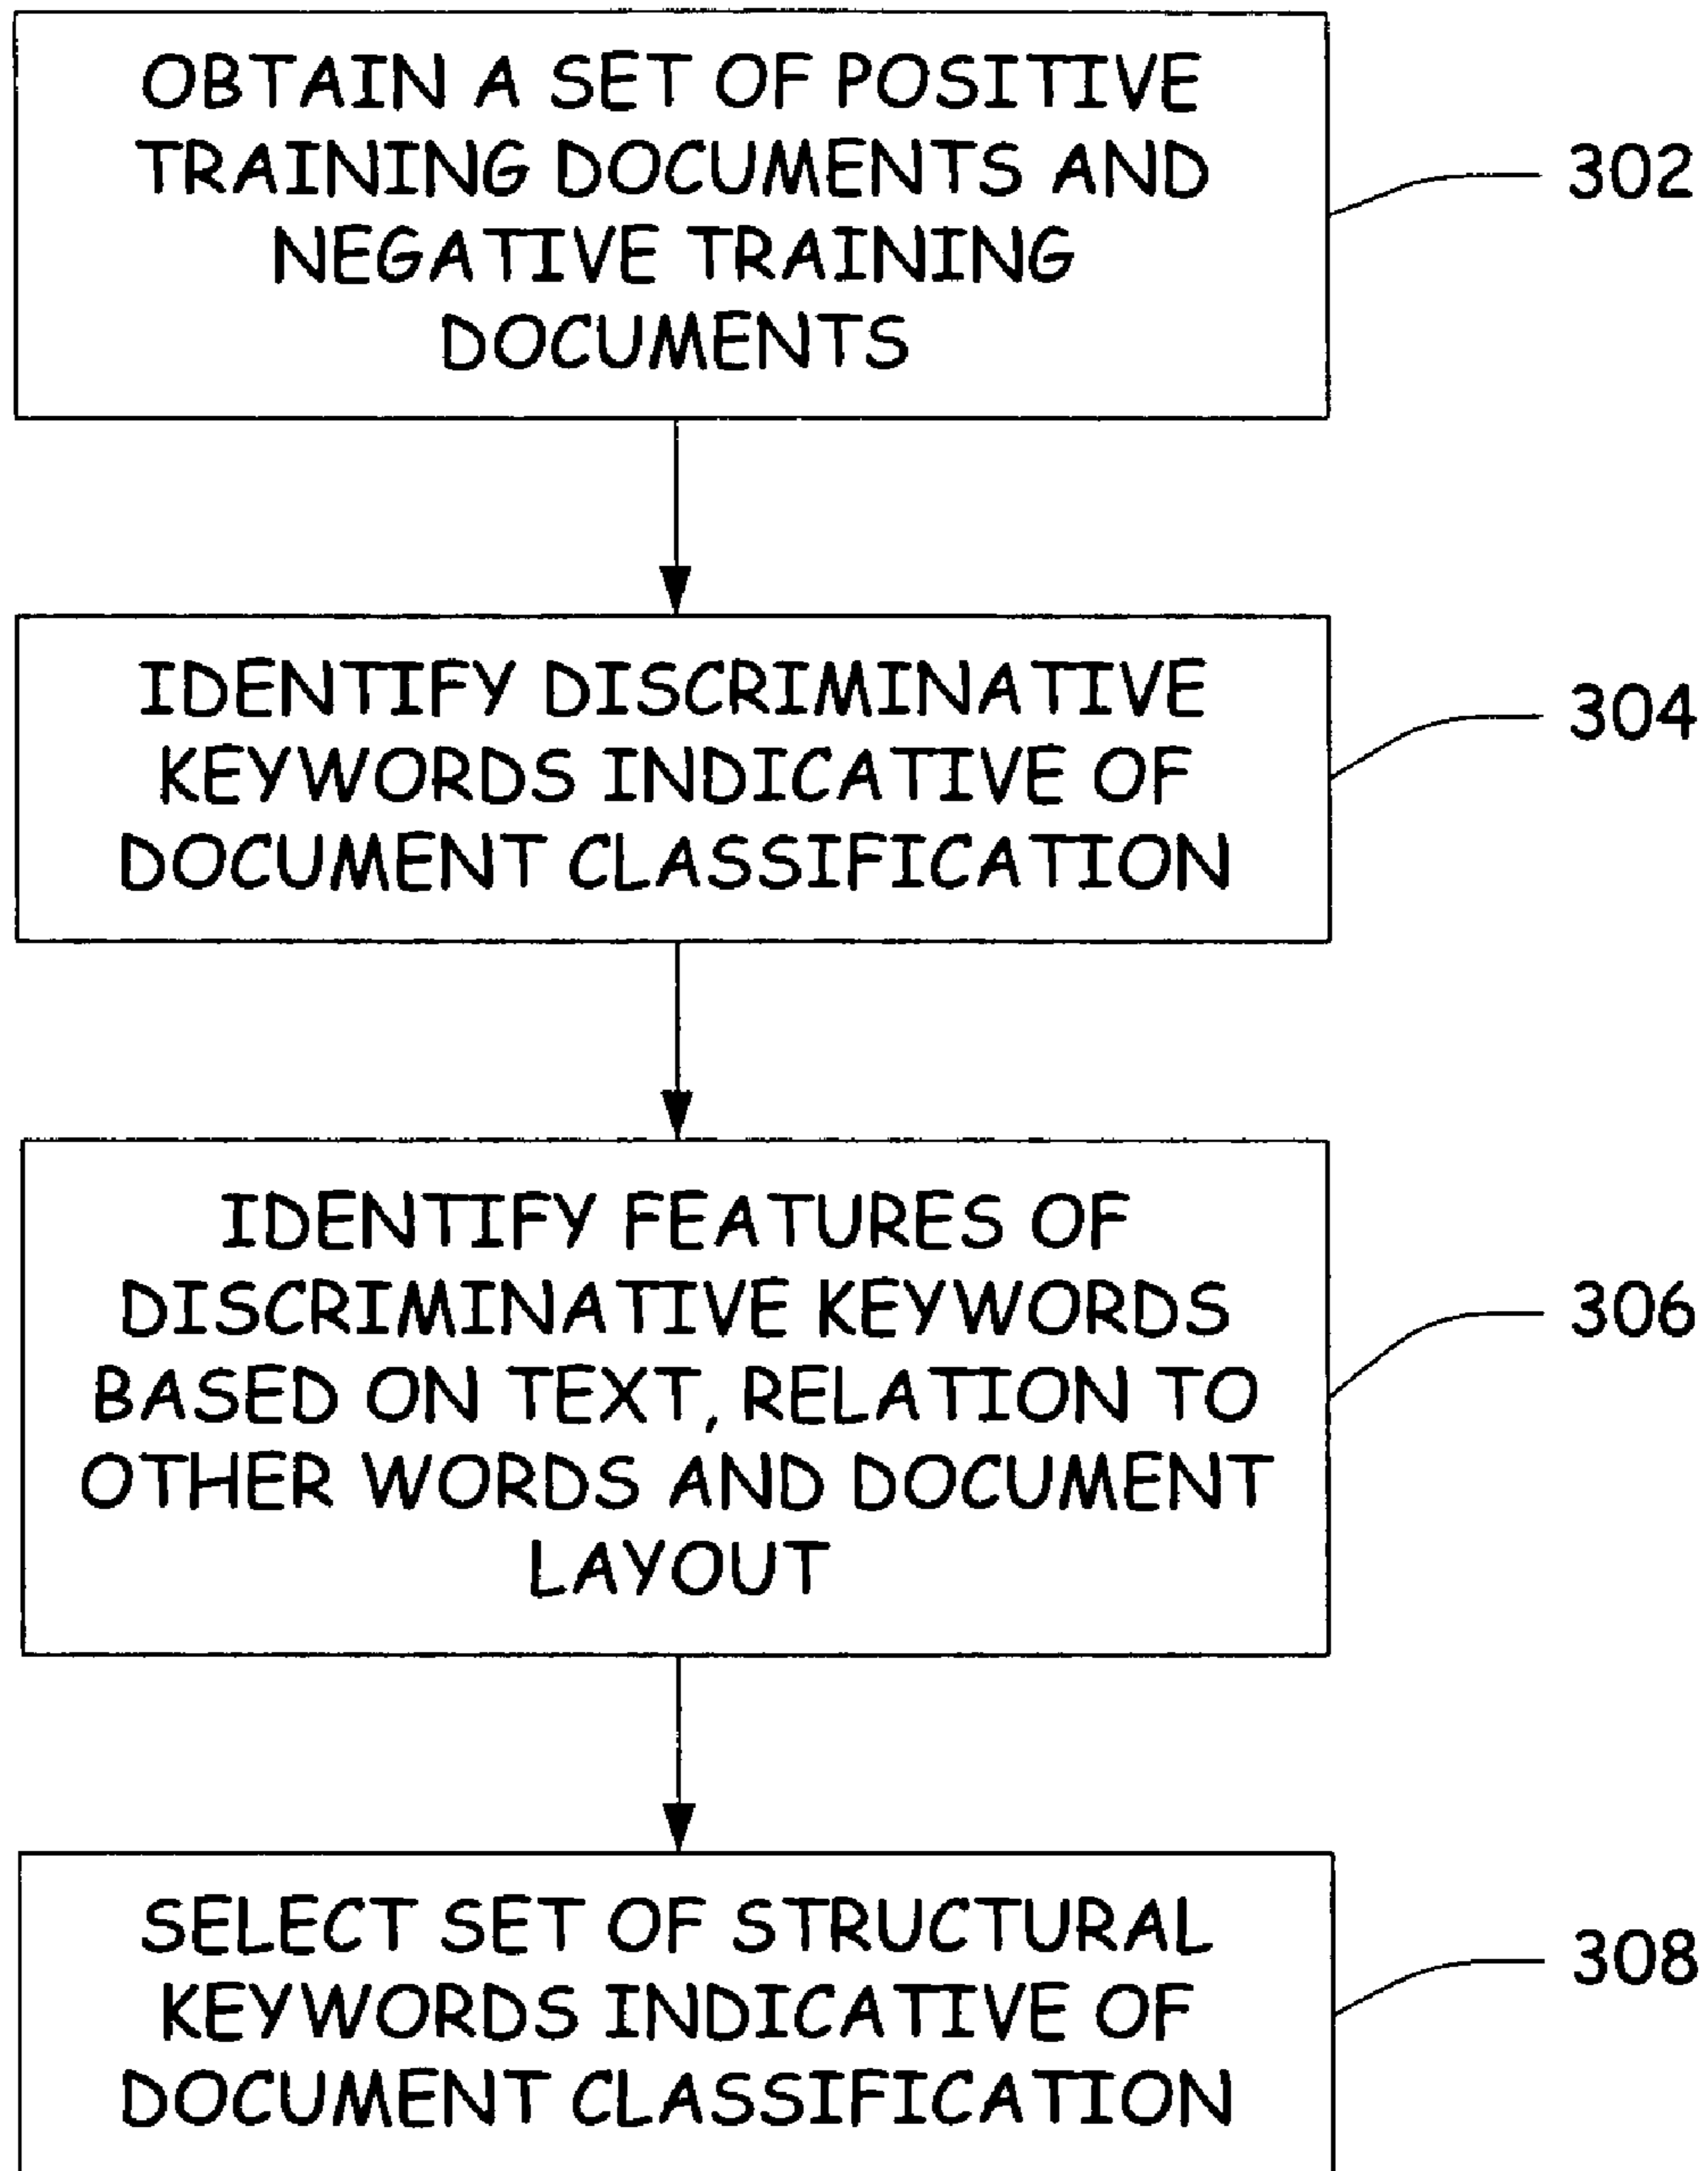 OBTAIN A SET OF POSITIVE
TRAINING DOCUMENTS AND
NEGATIVE TRAINING
DOCUMENTS
302
IDENTIFY DISCRIMINATIVE
KEYWORDS INDICATIVE OF
DOCUMENT CLASSIFICATION
304
IDENTIFY FEATURES OF
DISCRIMINATIVE KEYWORDS
BASED ON TEXT, RELATION TO
OTHER WORDS AND DOCUMENT
LAYOUT
306
SELECT SET OF STRUCTURAL
KEYWORDS INDICATIVE OF
DOCUMENT CLASSIFICATION
308